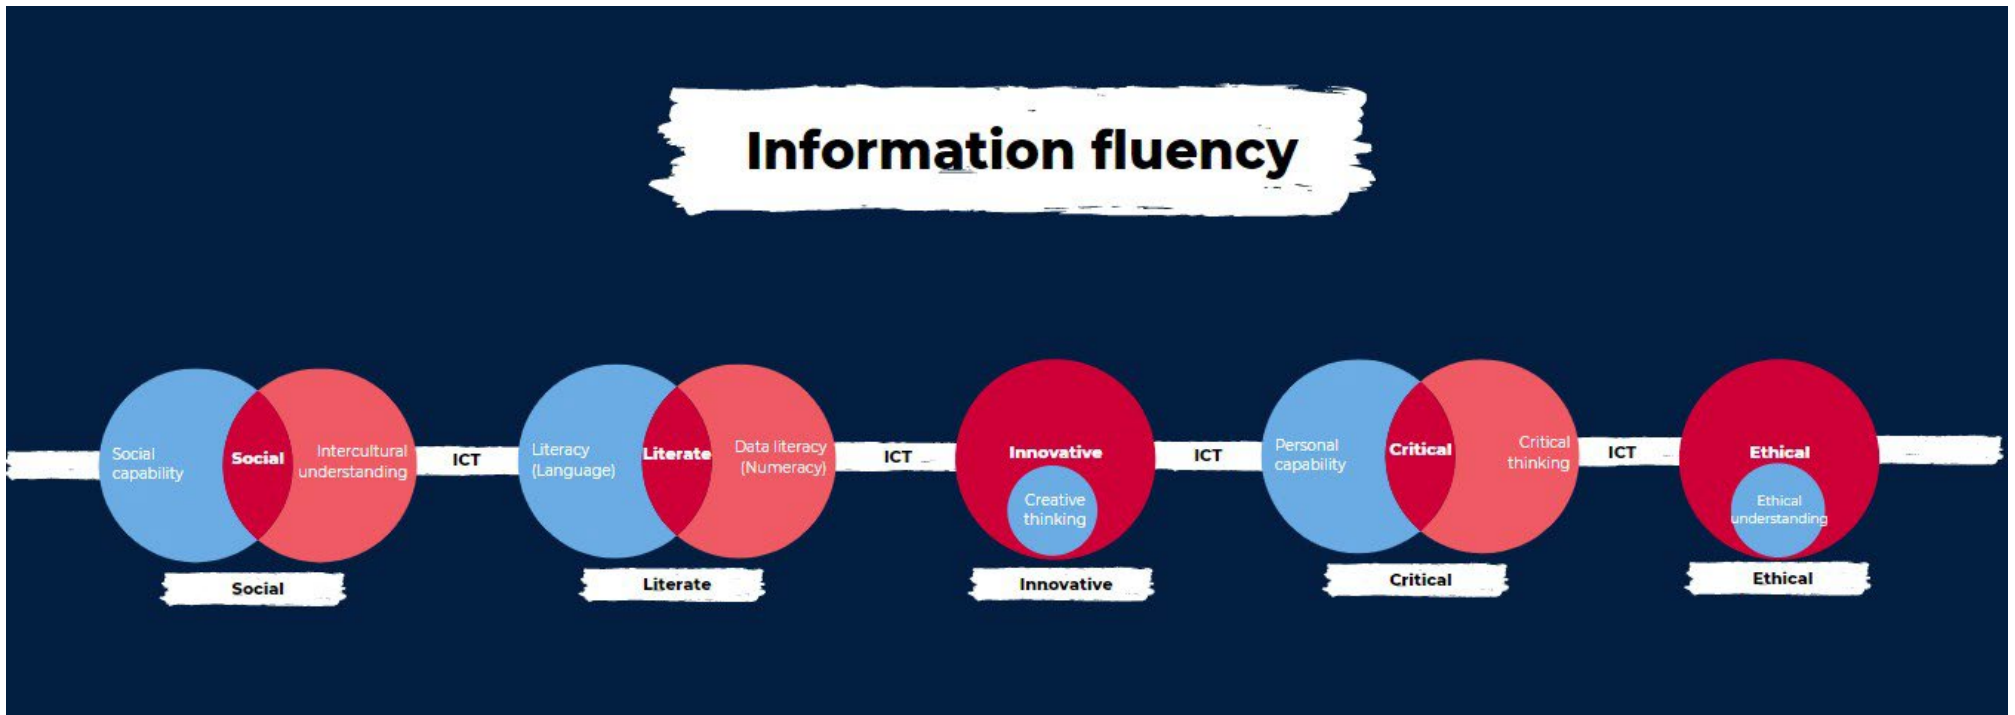 Information fluency
Social
capability
Social
Intercultural
understanding
ICT
Literacy
(Language)
Literate
Data literacy
(Numeracy)
ICT
Innovative
Creative
thinking
ICT
Personal
capability
Critical
Critical
thinking
ICT
Ethical
Ethical
understanding
Social
Literate
Innovative
Critical
Ethical